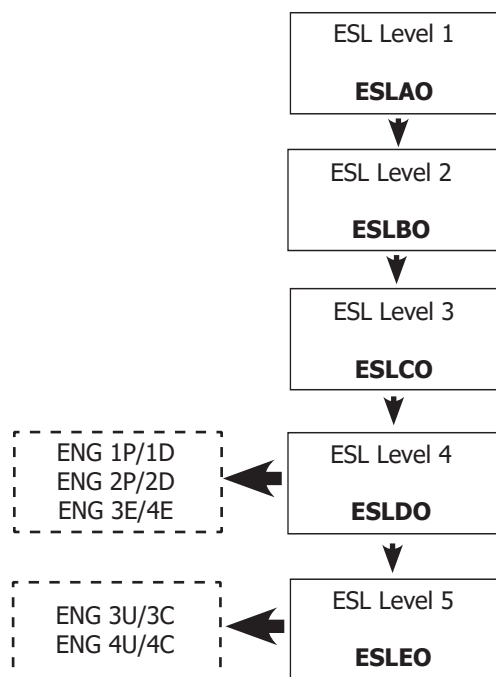 ESL Level 1
ESLAO
ESL Level 2
ESLBO
ESL Level 3
ESLCO
ENG 1P/1D
ENG 2P/2D
ENG 3E/4E
ESL Level 4
ESLDO
ENG 3U/3C
ENG 4U/4C
ESL Level 5
ESLEO